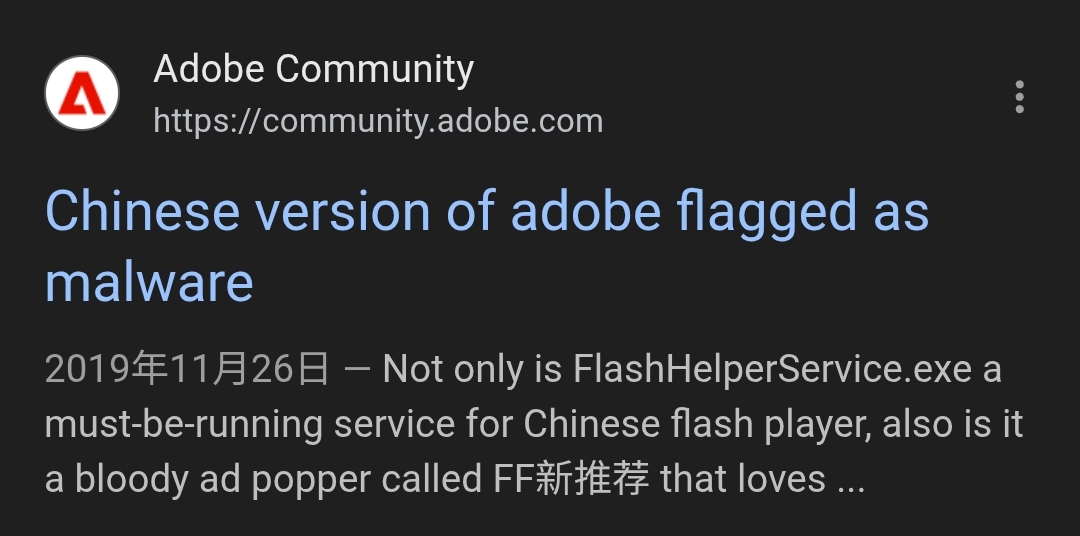 Adobe Community
https://community.adobe.com
Chinese version of adobe flagged as
malware
2019年11月26日 — Not only is FlashHelperService.exe a
must-be-running service for Chinese flash player, also is it
a bloody ad popper called FF新推荐 that loves ...